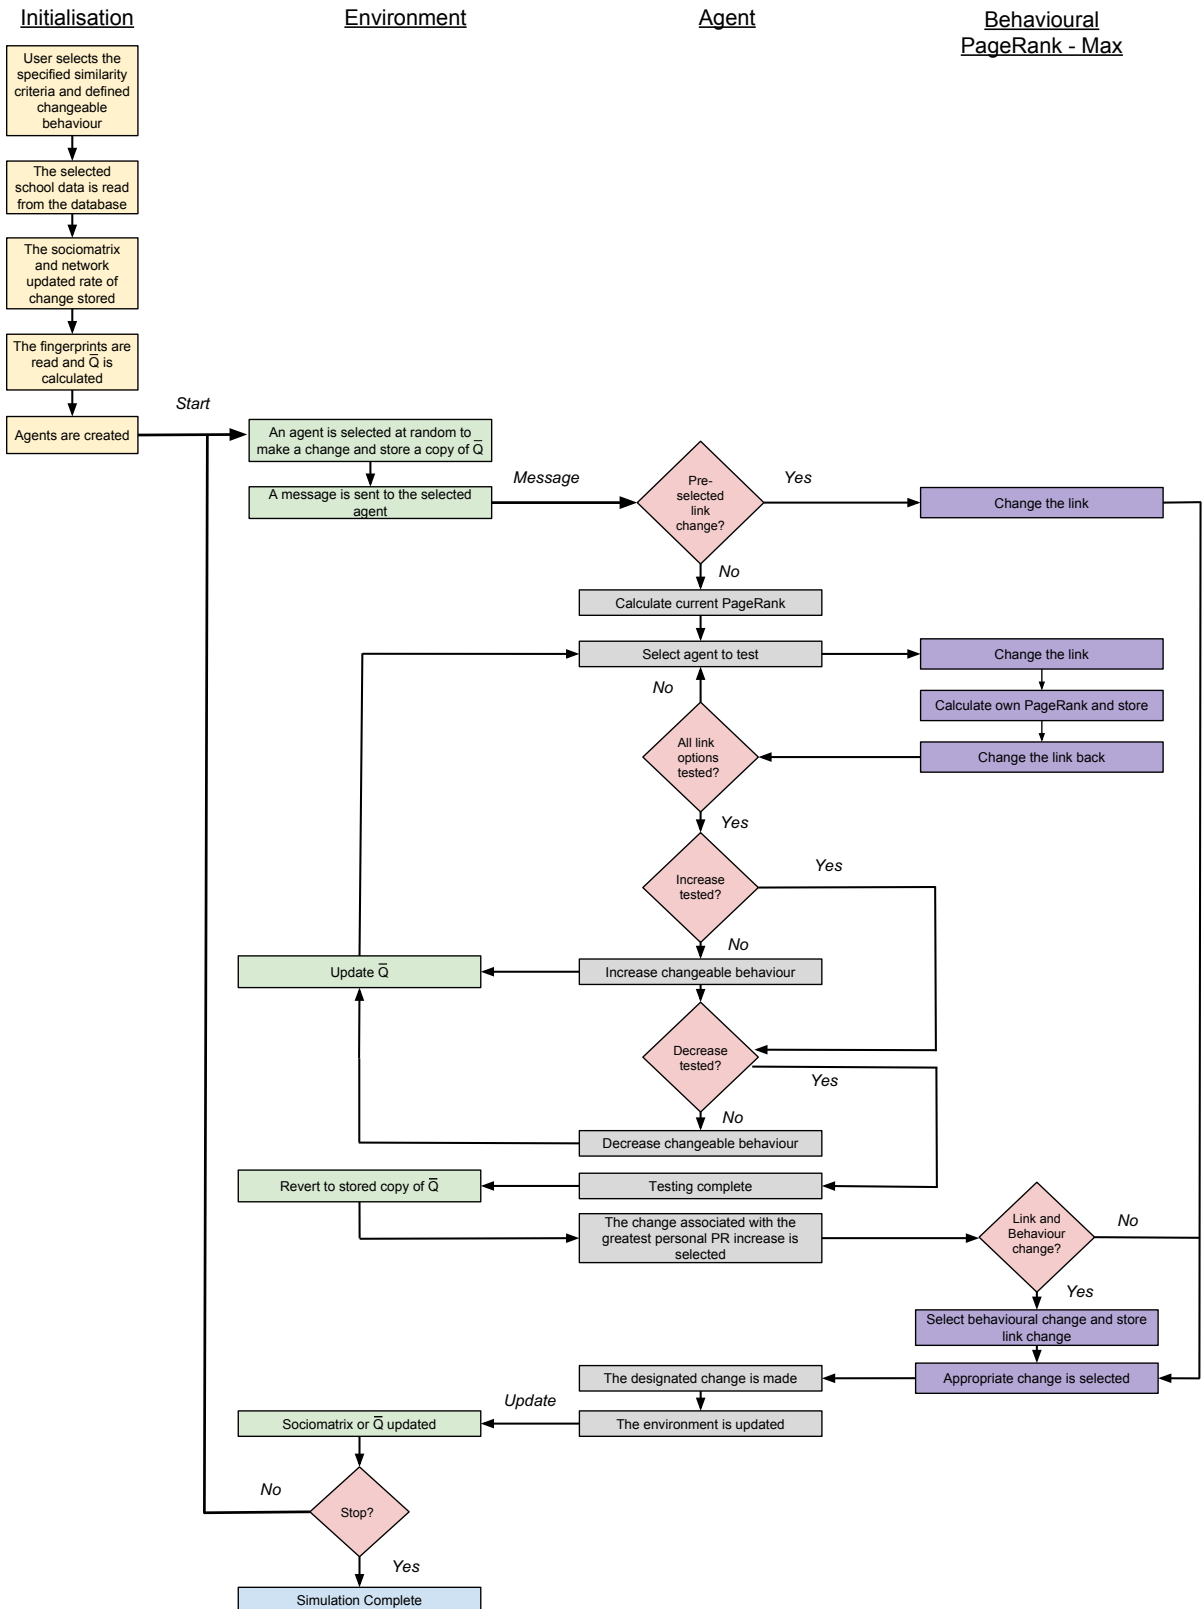 Initialisation
Environment
Agent
Behavioural
PageRank - Max
User selects the
specified similarity
criteria and defined
changeable
behaviour
The selected
school data is read
from the database
The sociomatrix
and network
updated rate of
change stored
The fingerprints are
read and Q̅ is
calculated
Agents are created
Start
An agent is selected at random to
make a change and store a copy of Q̅
A message is sent to the selected
agent
Message
Pre-
selected
link
change?
Yes
Change the link
No
Calculate current PageRank
Select agent to test
Change the link
No
Calculate own PageRank and store
All link
options
tested?
Change the link back
Yes
Increase
tested?
Yes
No
Update Q̅
Increase changeable behaviour
Decrease
tested?
Yes
No
Decrease changeable behaviour
Revert to stored copy of Q̅
Testing complete
The change associated with the
greatest personal PR increase is
selected
Link and
Behaviour
change?
No
Yes
Select behavioural change and store
link change
The designated change is made
Appropriate change is selected
Update
Sociomatrix or Q̅ updated
The environment is updated
No
Stop?
Yes
Simulation Complete